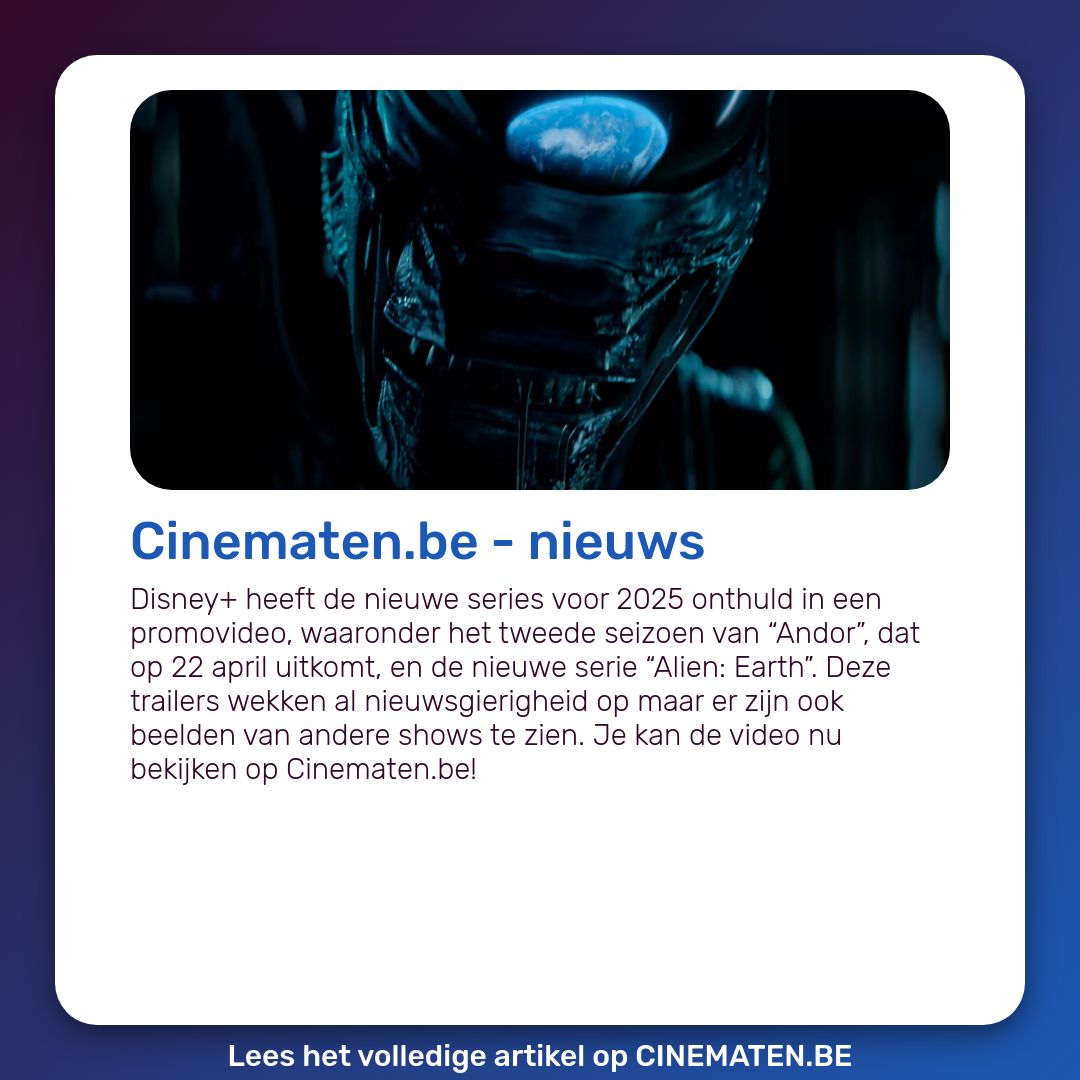 Cinematen.be - nieuws
Disney+ heeft de nieuwe series voor 2025 onthuld in een
promovideo, waaronder het tweede seizoen van “Andor”, dat
op 22 april uitkomt, en de nieuwe serie “Alien: Earth”. Deze
trailers wekken al nieuwsgierigheid op maar er zijn ook
beelden van andere shows te zien. Je kan de video nu
bekijken op Cinematen.be!
Lees het volledige artikel op CINEMATEN.BE